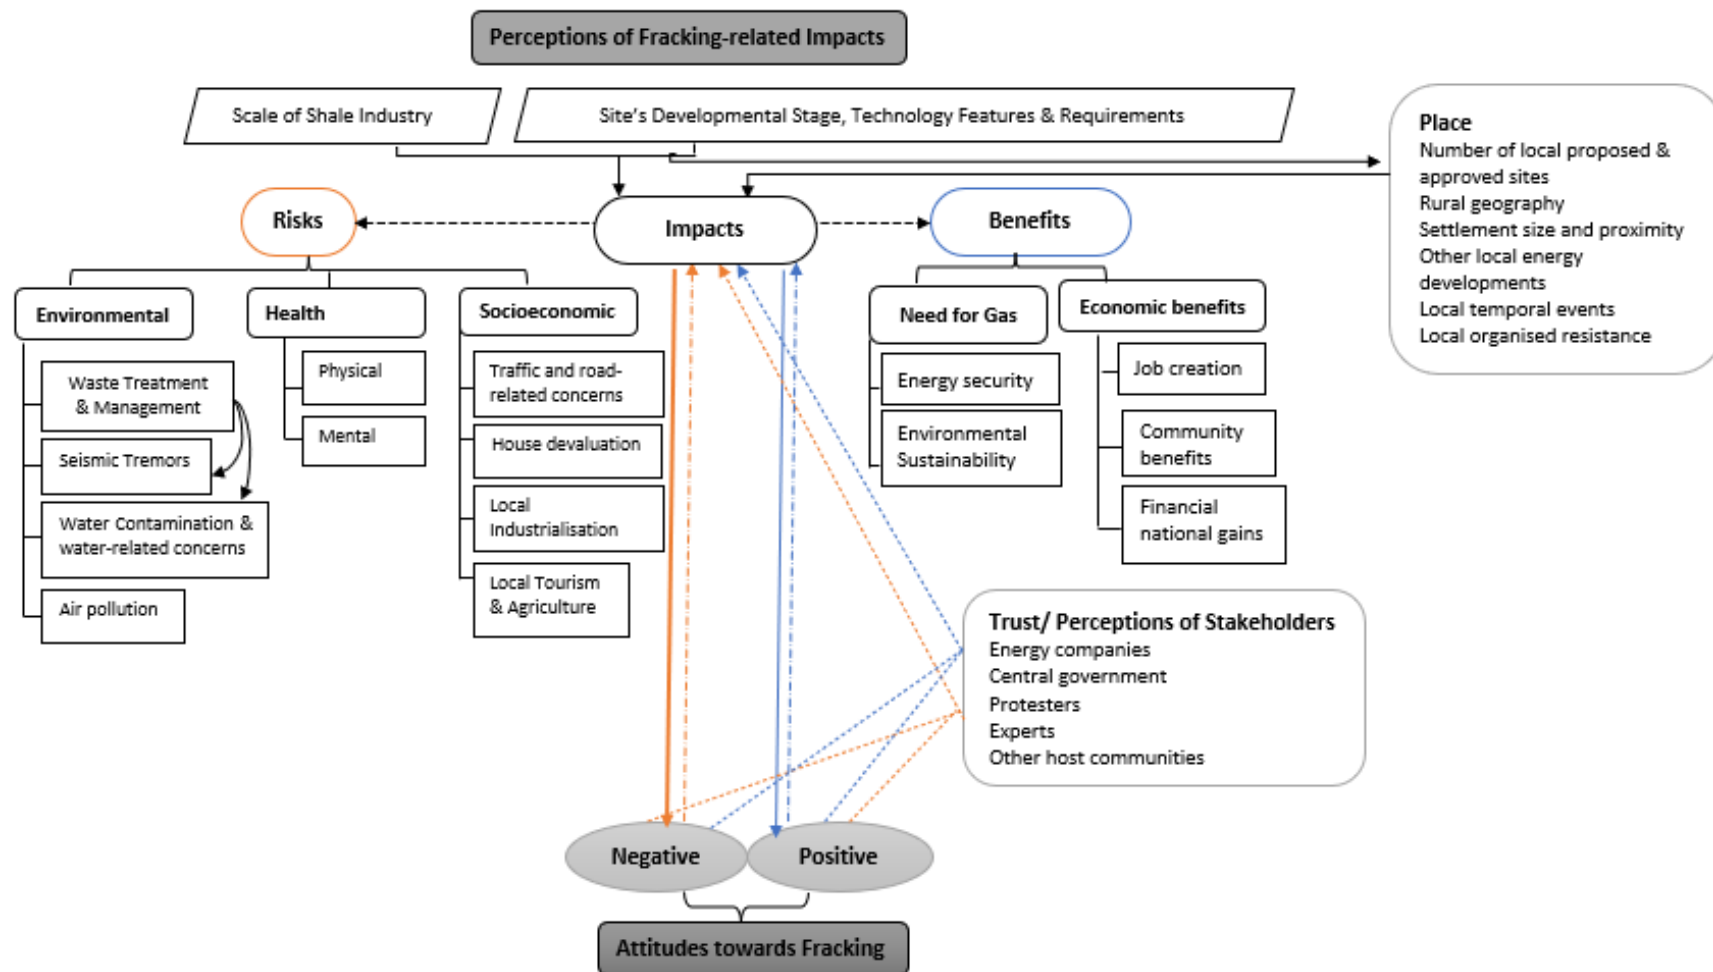 Perceptions of Fracking-related Impacts
Scale of Shale Industry
Site's Developmental Stage, Technology Features & Requirements
Place
Number of local proposed &
approved sites
Rural geography
Settlement size and proximity
Other local energy
developments
Local temporal events
Local organised resistance
Risks
Impacts
Benefits
Environmental
Waste Treatment
& Management
Seismic Tremors
Water Contamination &
water-related concerns
Air pollution
Health
Physical
Mental
Socioeconomic
Traffic and road-
related concerns
House devaluation
Local
Industrialisation
Local Tourism
& Agriculture
Need for Gas
Energy security
Environmental
Sustainability
Economic benefits
Job creation
Community
benefits
Financial
national gains
Trust/ Perceptions of Stakeholders
Energy companies
Central government
Protesters
Experts
Other host communities
Negative
Positive
Attitudes towards Fracking